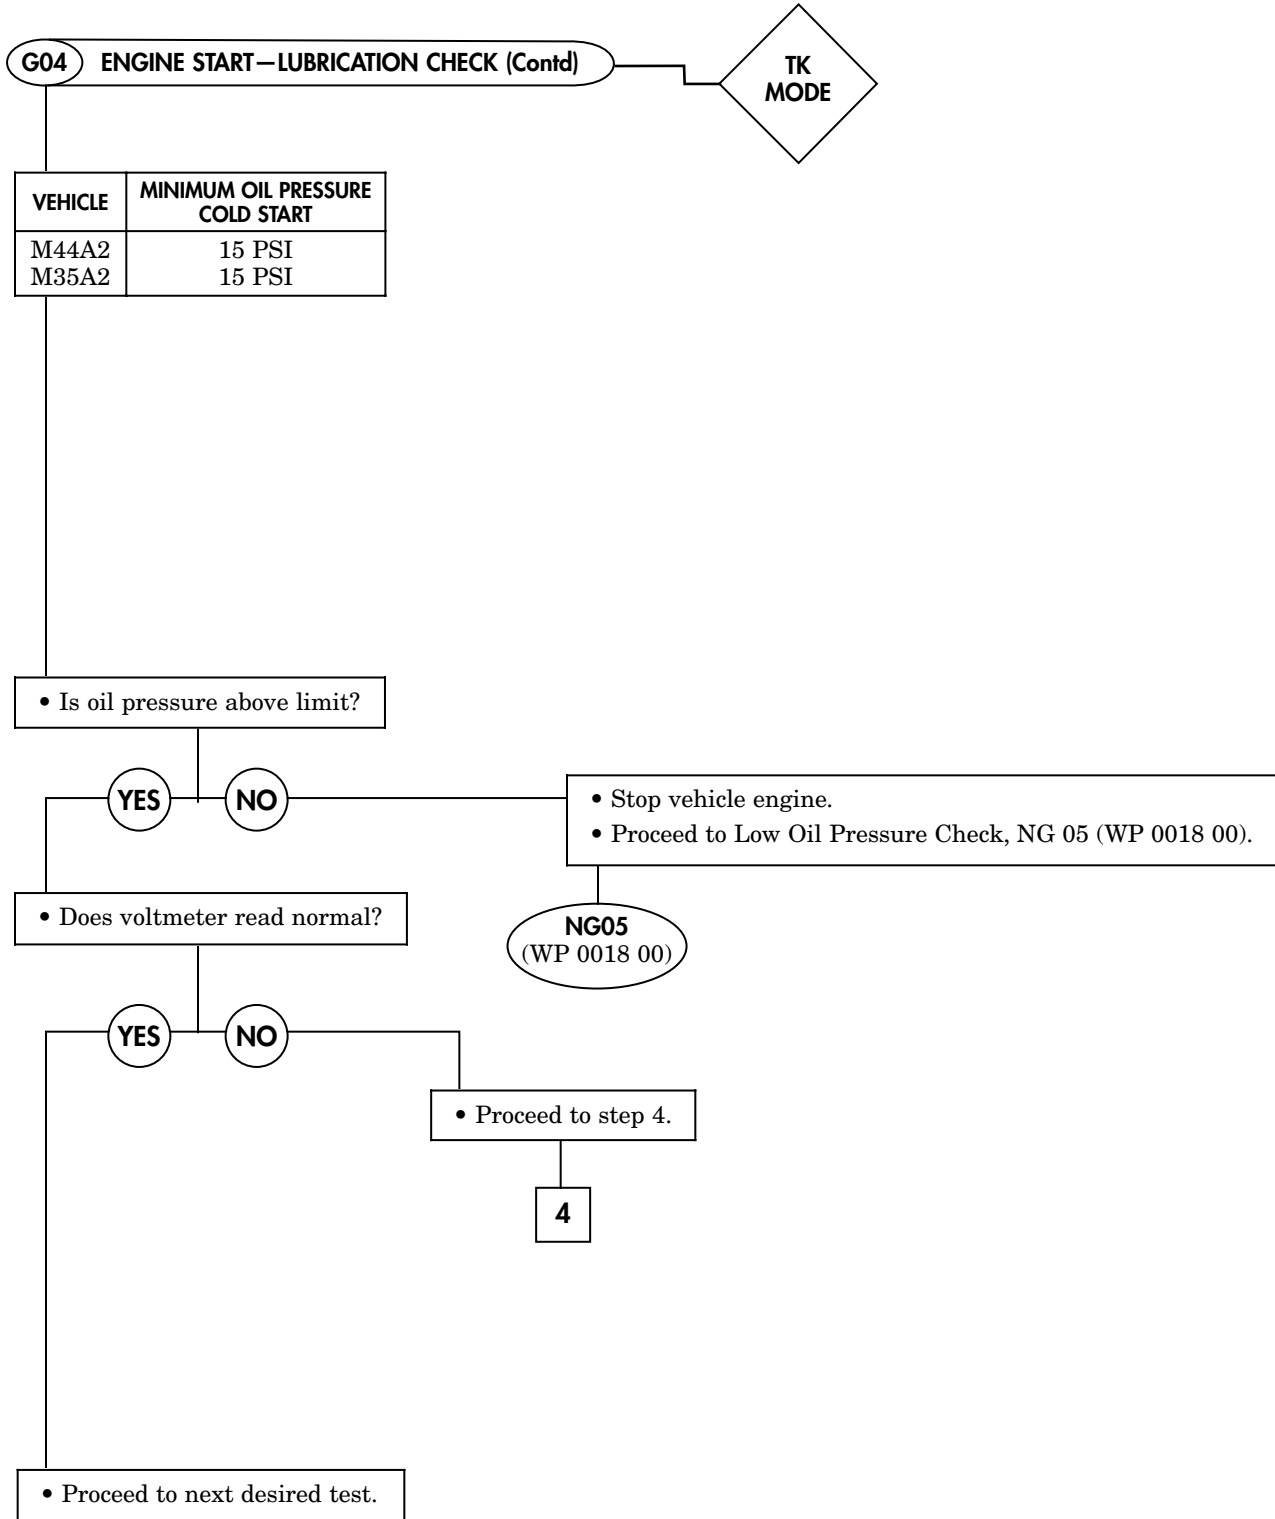 G04 ENGINE START—LUBRICATION CHECK (Contd)
TK
MODE
VEHICLE MINIMUM OIL PRESSURE
COLD START
M44A2 15 PSI
M35A2 15 PSI
• Is oil pressure above limit?
YES NO
• Stop vehicle engine.
• Proceed to Low Oil Pressure Check, NG 05 (WP 0018 00).
• Does voltmeter read normal?
NG05
(WP 0018 00)
YES NO
• Proceed to step 4.
4
• Proceed to next desired test.